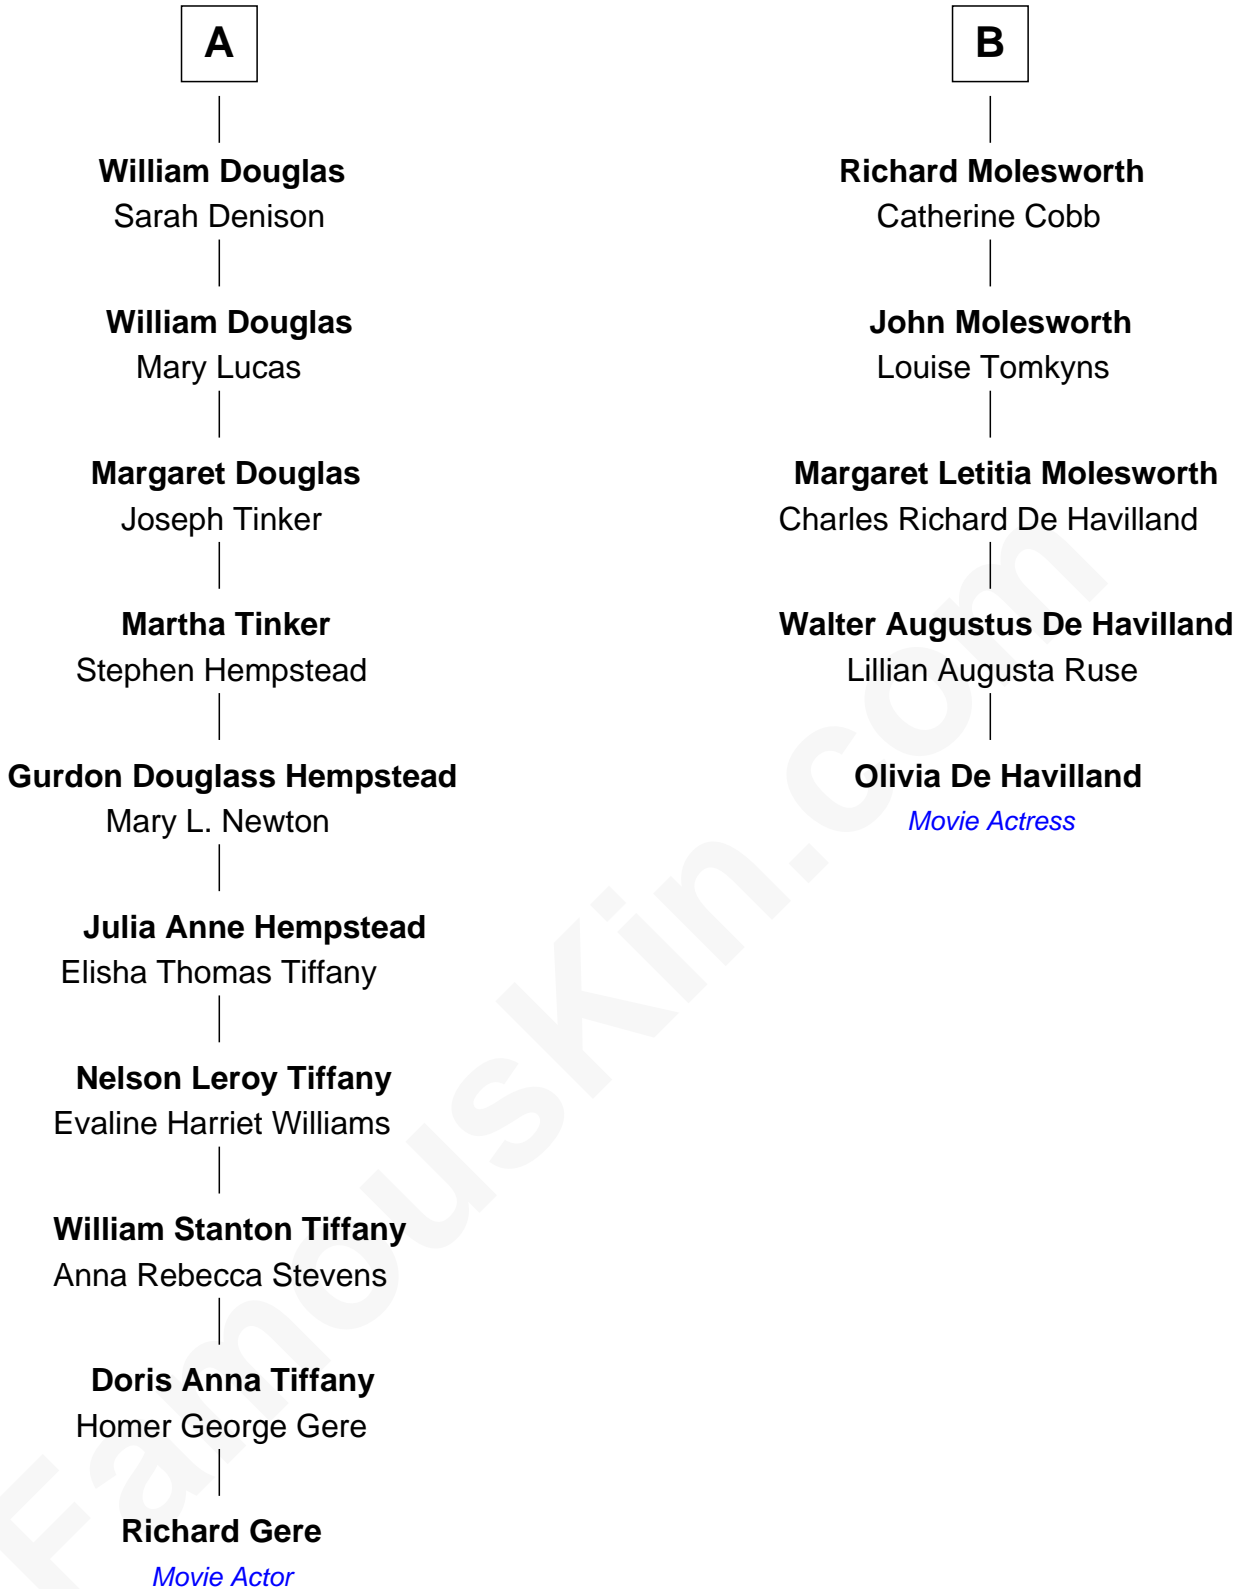 A
William Douglas
Sarah Denison
William Douglas
Mary Lucas
Margaret Douglas
Joseph Tinker
Martha Tinker
Stephen Hempstead
Gurdon Douglass Hempstead
Mary L. Newton
Julia Anne Hempstead
Elisha Thomas Tiffany
Nelson Leroy Tiffany
Evaline Harriet Williams
William Stanton Tiffany
Anna Rebecca Stevens
Doris Anna Tiffany
Homer George Gere
Richard Gere
Movie Actor
B
Richard Molesworth
Catherine Cobb
John Molesworth
Louise Tomkyns
Margaret Letitia Molesworth
Charles Richard De Havilland
Walter Augustus De Havilland
Lillian Augusta Ruse
Olivia De Havilland
Movie Actress
FamousKin.com